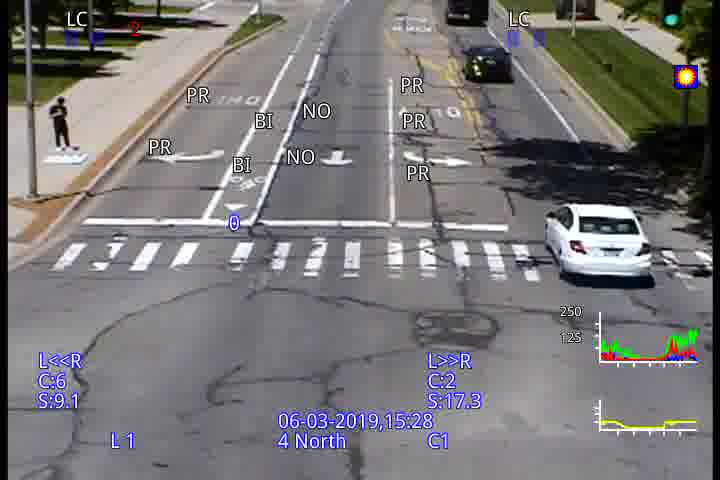 LC
2
LC
PR
PR
BI
NO
PR
PR
BI
NO
PR
ONLY
0
250
125
L<<R
C:6
S:9.1
L>>R
C:2
S:17.3
06-03-2019,15:28
L 1
4 North
C1